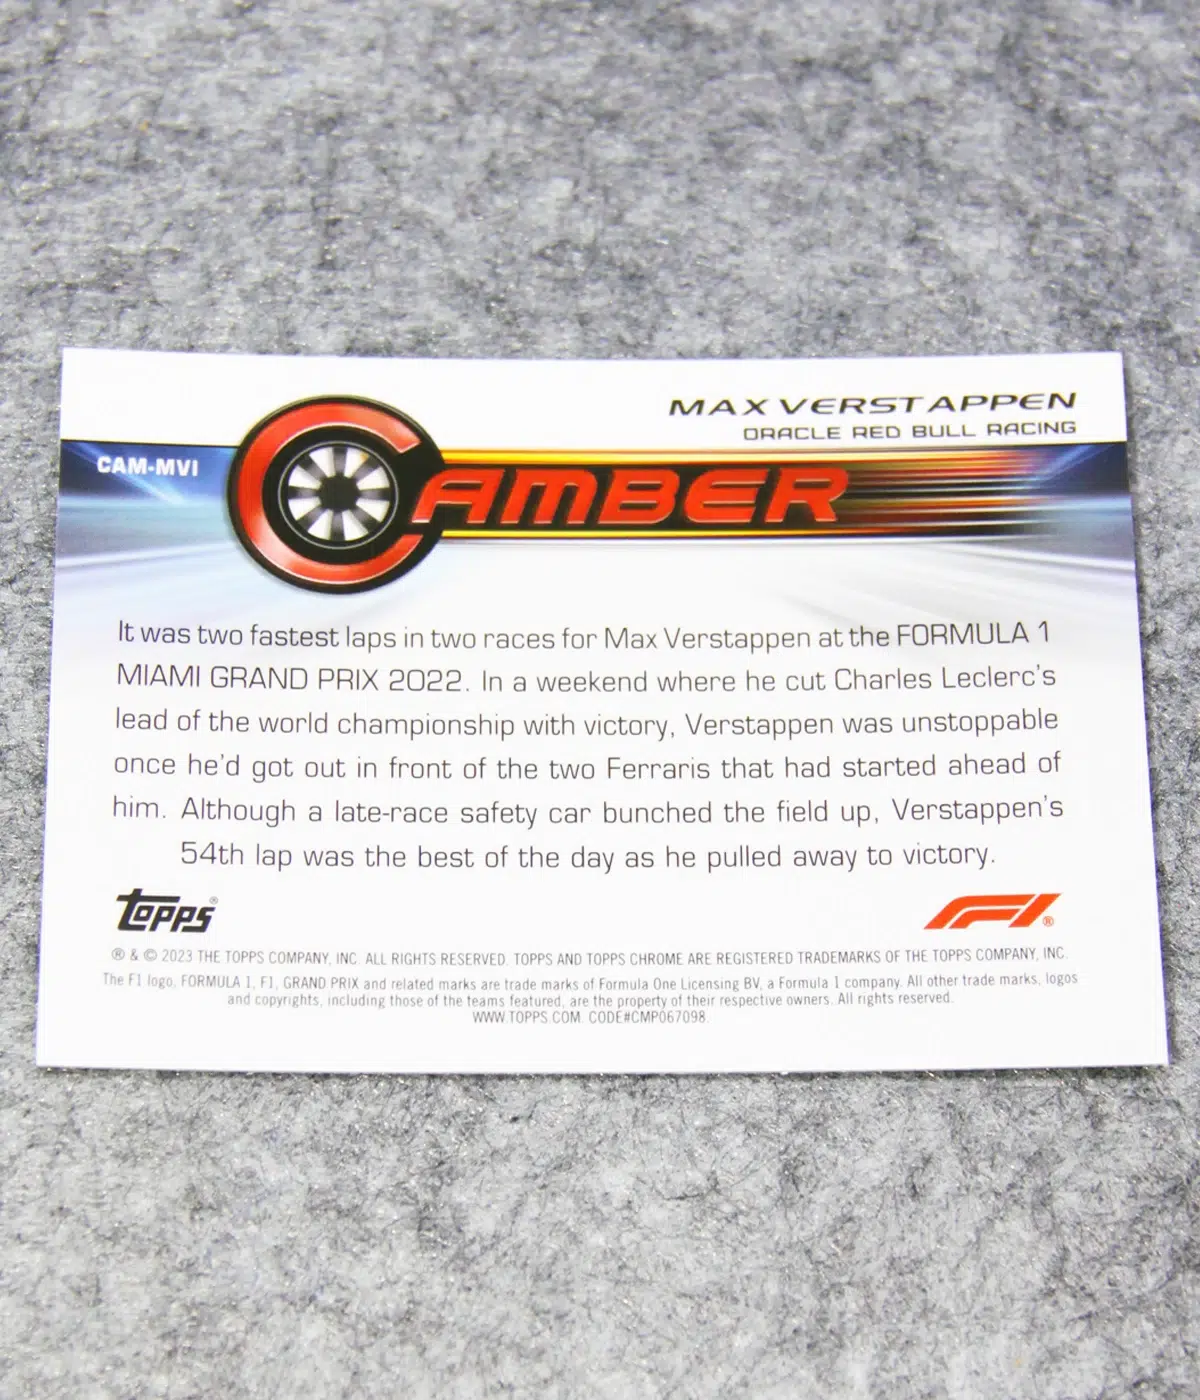 MAX VERSTAPPEN
ORACLE RED BULL RACING
CAM-MVI
CAMBER
It was two fastest laps in two races for Max Verstappen at the FORMULA 1
MIAMI GRAND PRIX 2022. In a weekend where he cut Charles Leclerc's
lead of the world championship with victory, Verstappen was unstoppable
once he'd got out in front of the two Ferraris that had started ahead of
him. Although a late-race safety car bunched the field up, Verstappen's
54th lap was the best of the day as he pulled away to victory.
Topps®
F1®
® & © 2023 THE TOPPS COMPANY, INC. ALL RIGHTS RESERVED. TOPPS AND TOPPS CHROME ARE REGISTERED TRADEMARKS OF THE TOPPS COMPANY, INC.
The F1 logo, FORMULA 1, F1, GRAND PRIX and related marks are trade marks of Formula One Licensing BV, a Formula 1 company. All other trade marks, logos
and copyrights, including those of the teams featured, are the property of their respective owners. All rights reserved.
WWW.TOPPS.COM. CODE#CMP067098